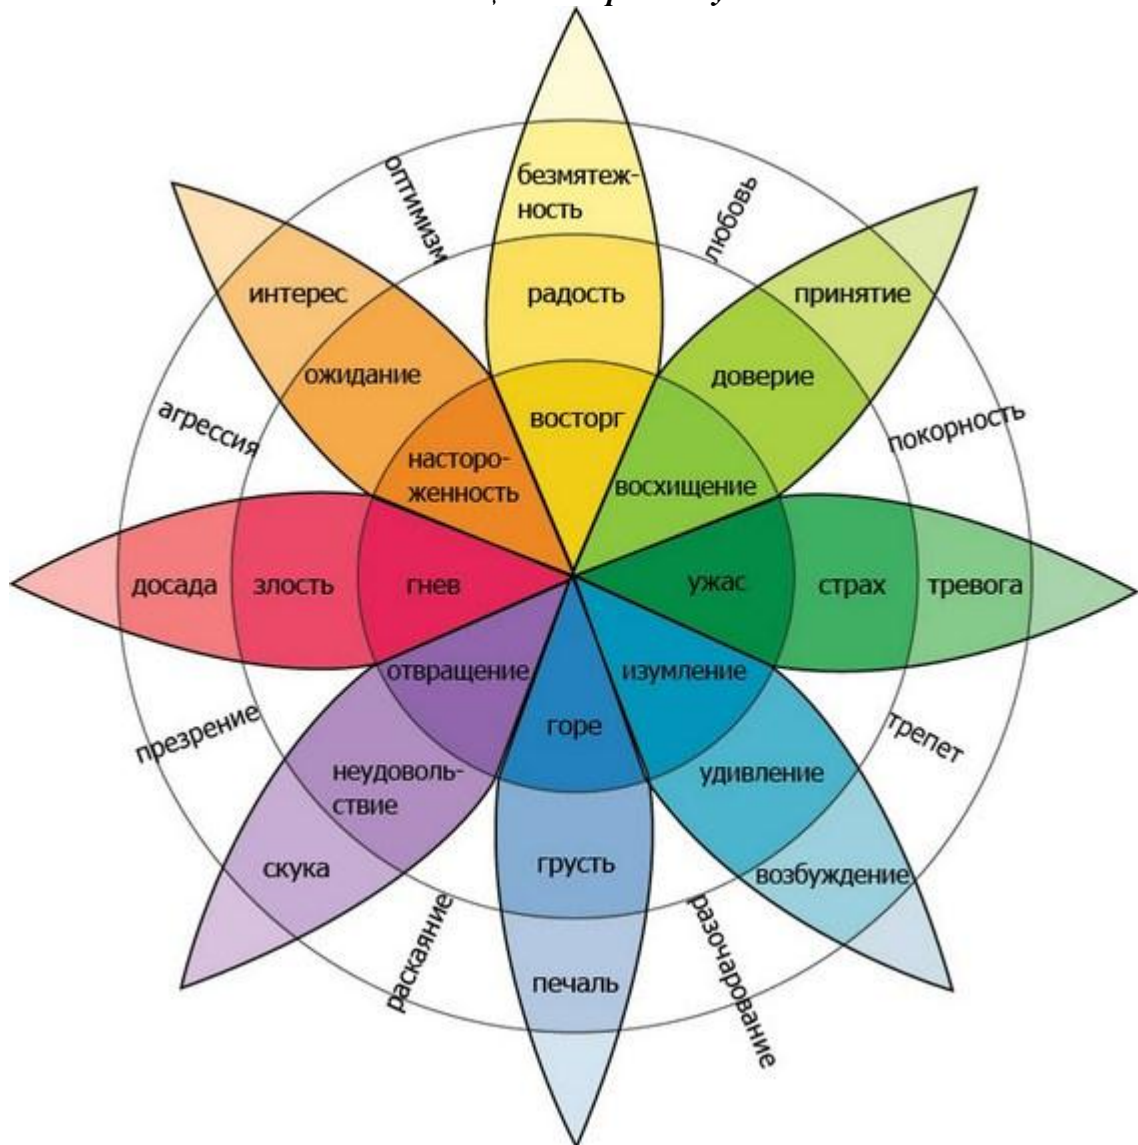 безмятеж-
ность
оптимизм
любовь
интерес
радость
принятие
ожидание
доверие
агрессия
восторг
покорность
насторо-
женность
восхищение
досада
злость
гнев
ужас
страх
тревога
отвращение
изумление
презрение
горе
трепет
неудоволь-
ствие
удивление
скука
грусть
возбуждение
раскаяние
разочарование
печаль